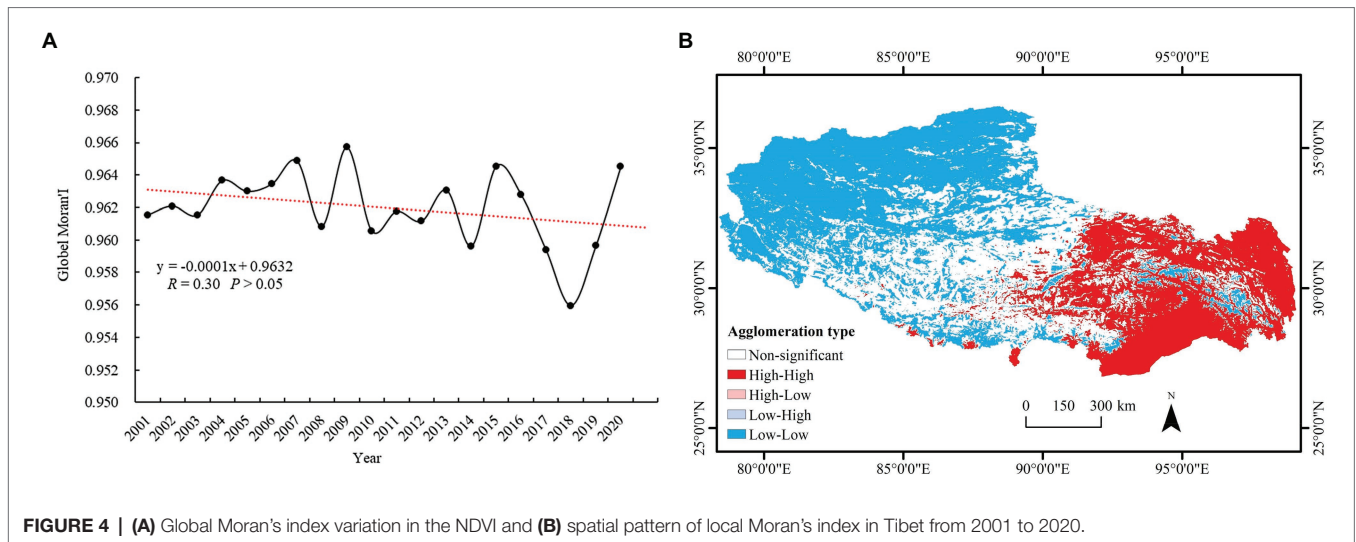 A
Globel Moran'I
0.970
0.968
0.966
0.964
0.962
0.960
0.958
0.956
0.954
0.952
0.950
y = -0.0001x + 0.9632
R = 0.30 P > 0.05
2001 2002 2003 2004 2005 2006 2007 2008 2009 2010 2011 2012 2013 2014 2015 2016 2017 2018 2019 2020
Year
B
80°0'0"E 85°0'0"E 90°0'0"E 95°0'0"E
35°0'0"N 35°0'0"N
30°0'0"N 30°0'0"N
25°0'0"N 25°0'0"N
Agglomeration type
Non-significant
High-High
High-Low
Low-High
Low-Low
0 150 300 km
N
80°0'0"E 85°0'0"E 90°0'0"E 95°0'0"E
FIGURE 4 | (A) Global Moran's index variation in the NDVI and (B) spatial pattern of local Moran's index in Tibet from 2001 to 2020.